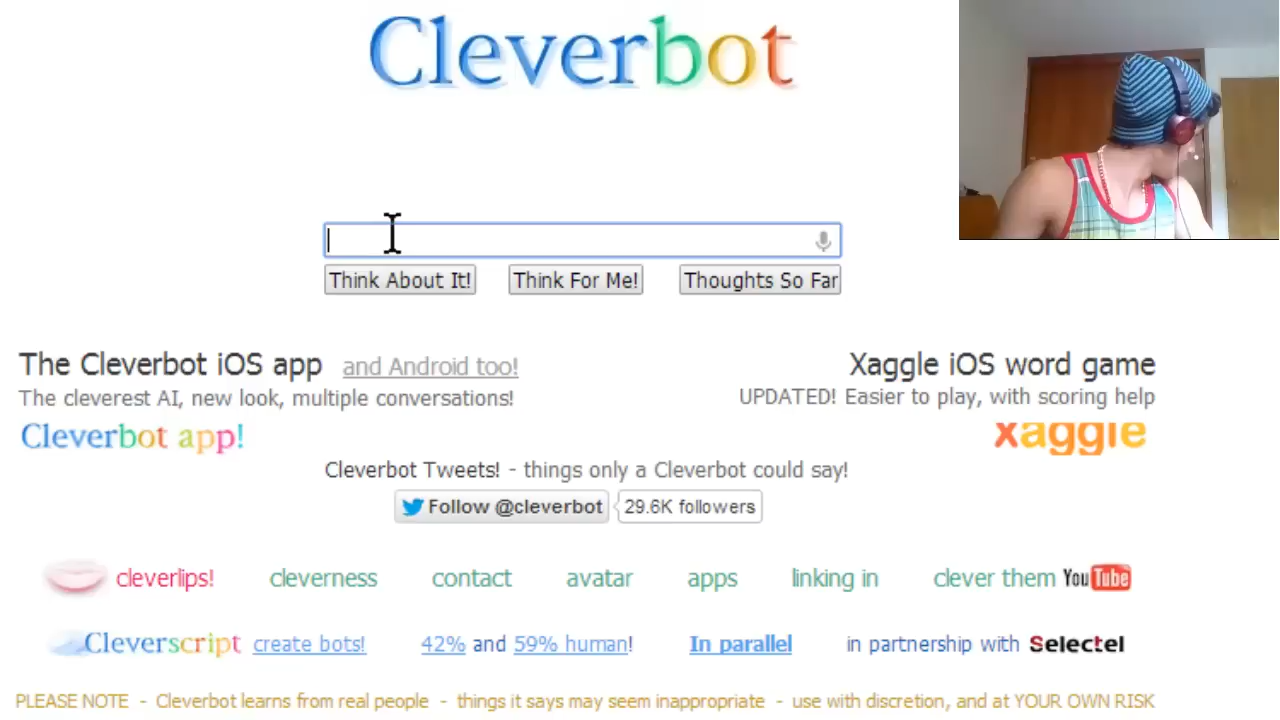 Cleverbot
Think About It! Think For Me! Thoughts So Far
The Cleverbot iOS app and Android too!
The cleverest AI, new look, multiple conversations!
Cleverbot app!
Xaggle iOS word game
UPDATED! Easier to play, with scoring help
xaggle
Cleverbot Tweets! - things only a Cleverbot could say!
Follow @cleverbot 29.6K followers
cleverlips! cleverness contact avatar apps linking in clever them YouTube
Cleverscript create bots! 42% and 59% human! In parallel in partnership with Selectel
PLEASE NOTE - Cleverbot learns from real people - things it says may seem inappropriate - use with discretion, and at YOUR OWN RISK